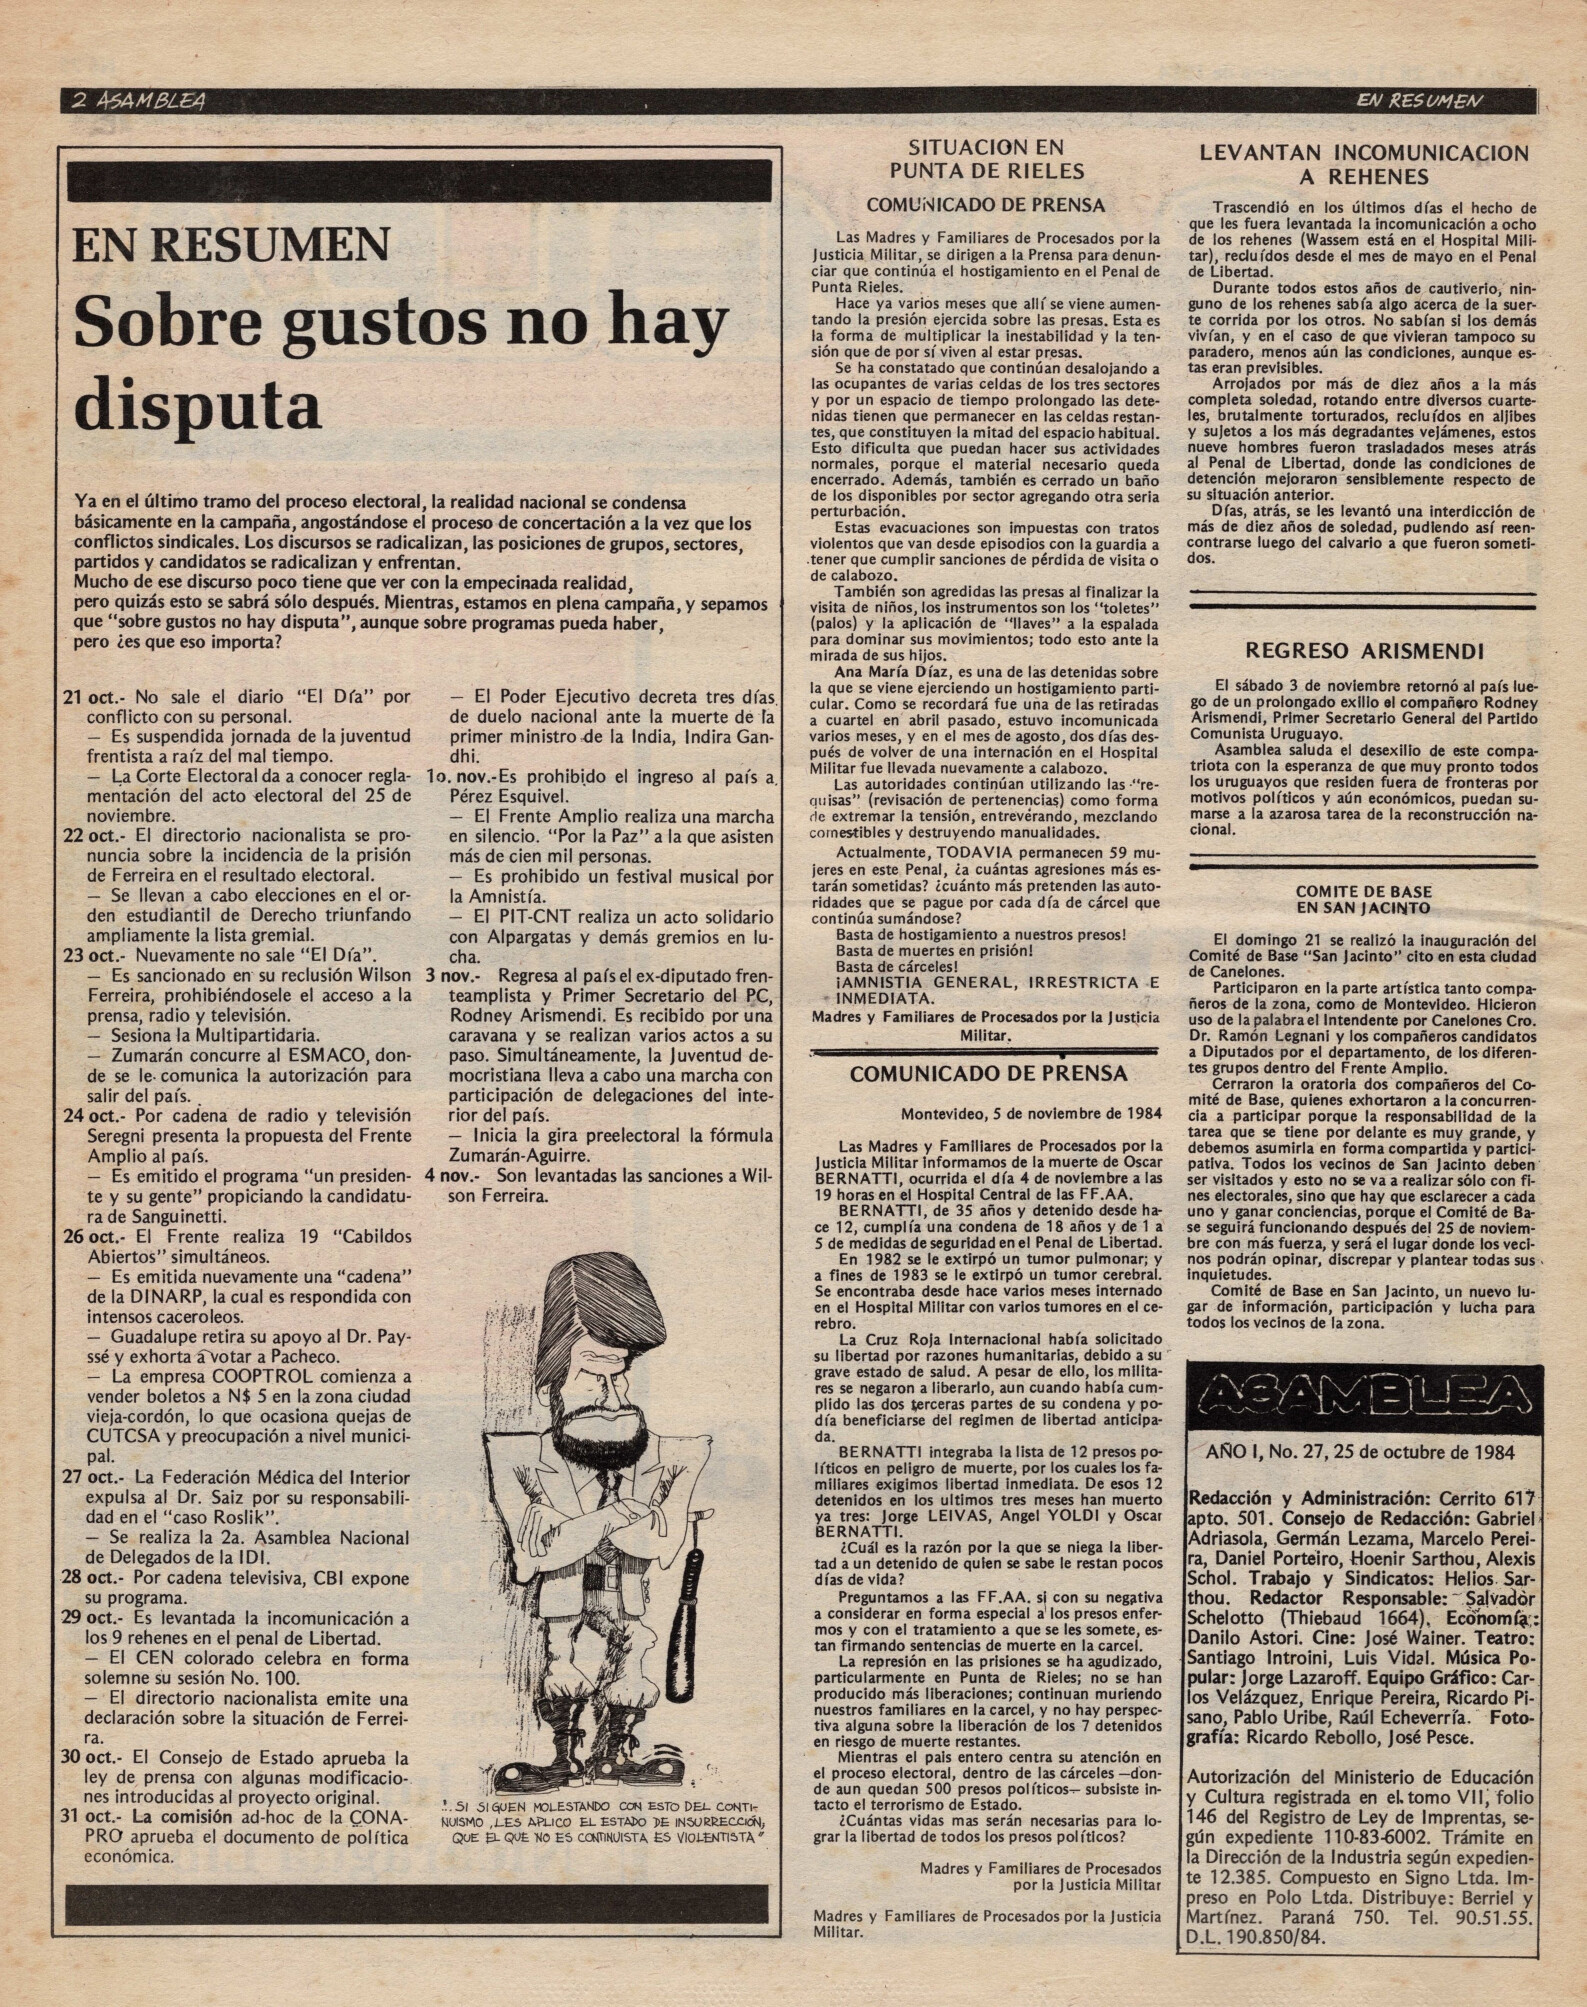 2 ASAMBLEA
EN RESUMEN
EN RESUMEN
Sobre gustos no hay
disputa
Ya en el último tramo del proceso electoral, la realidad nacional se condensa
básicamente en la campaña, angostándose el proceso de concertación a la vez que los
conflictos sindicales. Los discursos se radicalizan, las posiciones de grupos, sectores,
partidos y candidatos se radicalizan y enfrentan.
Mucho de ese discurso poco tiene que ver con la empecinada realidad,
pero quizás esto se sabrá sólo después. Mientras, estamos en plena campaña, y sepamos
que "sobre gustos no hay disputa", aunque sobre programas pueda haber,
pero ¿es que eso importa?
21 oct.- No sale el diario "El Día" por
conflicto con su personal.
— Es suspendida jornada de la juventud
frentista a raíz del mal tiempo.
— La Corte Electoral da a conocer regla-
mentación del acto electoral del 25 de
noviembre.
22 oct.- El directorio nacionalista se pro-
nuncia sobre la incidencia de la prisión
de Ferreira en el resultado electoral.
— Se llevan a cabo elecciones en el or-
den estudiantil de Derecho triunfando
ampliamente la lista gremial.
23 oct.- Nuevamente no sale "El Día".
— Es sancionado en su reclusión Wilson
Ferreira, prohibiéndosele el acceso a la
prensa, radio y televisión.
— Sesiona la Multipartidaria.
— Zumarán concurre al ESMACO, don-
de se le comunica la autorización para
salir del país.
24 oct.- Por cadena de radio y televisión
Seregni presenta la propuesta del Frente
Amplio al país.
— Es emitido el programa "un presiden-
te y su gente" propiciando la candidatu-
ra de Sanguinetti.
26 oct.- El Frente realiza 19 "Cabildos
Abiertos" simultáneos.
— Es emitida nuevamente una "cadena"
de la DINARP, la cual es respondida con
intensos caceroleos.
— Guadalupe retira su apoyo al Dr. Pay-
ssé y exhorta a votar a Pacheco.
— La empresa COOPTROL comienza a
vender boletos a N$ 5 en la zona ciudad
vieja-cordón, lo que ocasiona quejas de
CUTCSA y preocupación a nivel munici-
pal.
27 oct.- La Federación Médica del Interior
expulsa al Dr. Saiz por su responsabili-
dad en el "caso Roslik".
— Se realiza la 2a. Asamblea Nacional
de Delegados de la IDI.
28 oct.- Por cadena televisiva, CBI expone
su programa.
29 oct.- Es levantada la incomunicación a
los 9 rehenes en el penal de Libertad.
— El CEN colorado celebra en forma
solemne su sesión No. 100.
— El directorio nacionalista emite una
declaración sobre la situación de Ferrei-
ra.
30 oct.- El Consejo de Estado aprueba la
ley de prensa con algunas modificacio-
nes introducidas al proyecto original.
31 oct.- La comisión ad-hoc de la CONA-
PRO aprueba el documento de política
económica.
— El Poder Ejecutivo decreta tres días
de duelo nacional ante la muerte de la
primer ministro de la India, Indira Gan-
dhi.
1o. nov.-Es prohibido el ingreso al país a
Pérez Esquivel.
— El Frente Amplio realiza una marcha
en silencio. "Por la Paz" a la que asisten
más de cien mil personas.
— Es prohibido un festival musical por
la Amnistía.
— El PIT-CNT realiza un acto solidario
con Alpargatas y demás gremios en lu-
cha.
3 nov.- Regresa al país el ex-diputado fren-
teamplista y Primer Secretario del PC,
Rodney Arismendi. Es recibido por una
caravana y se realizan varios actos a su
paso. Simultáneamente, la Juventud de-
mocristiana lleva a cabo una marcha con
participación de delegaciones del inte-
rior del país.
— Inicia la gira preelectoral la fórmula
Zumarán-Aguirre.
4 nov.- Son levantadas las sanciones a Wil-
son Ferreira.
"..SI SIGUEN MOLESTANDO CON ESTO DEL CONTI-
NUISMO, LES APLICO EL ESTADO DE INSURRECCIÓN,
QUE EL QUE NO ES CONTINUISTA ES VIOLENTISTA"
SITUACION EN
PUNTA DE RIELES
COMUNICADO DE PRENSA
Las Madres y Familiares de Procesados por la
Justicia Militar, se dirigen a la Prensa para denun-
ciar que continúa el hostigamiento en el Penal de
Punta Rieles.
Hace ya varios meses que allí se viene aumen-
tando la presión ejercida sobre las presas. Esta es
la forma de multiplicar la inestabilidad y la ten-
sión que de por sí viven al estar presas.
Se ha constatado que continúan desalojando a
las ocupantes de varias celdas de los tres sectores
y por un espacio de tiempo prolongado las dete-
nidas tienen que permanecer en las celdas restan-
tes, que constituyen la mitad del espacio habitual.
Esto dificulta que puedan hacer sus actividades
normales, porque el material necesario queda
encerrado. Además, también es cerrado un baño
de los disponibles por sector agregando otra seria
perturbación.
Estas evacuaciones son impuestas con tratos
violentos que van desde episodios con la guardia a
tener que cumplir sanciones de pérdida de visita o
de calabozo.
También son agredidas las presas al finalizar la
visita de niños, los instrumentos son los "toletes"
(palos) y la aplicación de "llaves" a la espalada
para dominar sus movimientos; todo esto ante la
mirada de sus hijos.
Ana María Díaz, es una de las detenidas sobre
la que se viene ejerciendo un hostigamiento parti-
cular. Como se recordará fue una de las retiradas
a cuartel en abril pasado, estuvo incomunicada
varios meses, y en el mes de agosto, dos días des-
pués de volver de una internación en el Hospital
Militar fue llevada nuevamente a calabozo.
Las autoridades continúan utilizando las "re-
quisas" (revisación de pertenencias) como forma
de extremar la tensión, entreverando, mezclando
comestibles y destruyendo manualidades.
Actualmente, TODAVIA permanecen 59 mu-
jeres en este Penal, ¿a cuántas agresiones más es-
tarán sometidas? ¿cuánto más pretenden las auto-
ridades que se pague por cada día de cárcel que
continúa sumándose?
Basta de hostigamiento a nuestros presos!
Basta de muertes en prisión!
Basta de cárceles!
¡AMNISTIA GENERAL, IRRESTRICTA E
INMEDIATA.
Madres y Familiares de Procesados por la Justicia
Militar.
COMUNICADO DE PRENSA
Montevideo, 5 de noviembre de 1984
Las Madres y Familiares de Procesados por la
Justicia Militar informamos de la muerte de Oscar
BERNATTI, ocurrida el día 4 de noviembre a las
19 horas en el Hospital Central de las FF.AA.
BERNATTI, de 35 años y detenido desde ha-
ce 12, cumplía una condena de 18 años y de 1 a
5 de medidas de seguridad en el Penal de Libertad.
En 1982 se le extirpó un tumor pulmonar; y
a fines de 1983 se le extirpó un tumor cerebral.
Se encontraba desde hace varios meses internado
en el Hospital Militar con varios tumores en el ce-
rebro.
La Cruz Roja Internacional había solicitado
su libertad por razones humanitarias, debido a su
grave estado de salud. A pesar de ello, los milita-
res se negaron a liberarlo, aun cuando había cum-
plido las dos terceras partes de su condena y po-
día beneficiarse del regimen de libertad anticipa-
da.
BERNATTI integraba la lista de 12 presos po-
líticos en peligro de muerte, por los cuales los fa-
miliares exigimos libertad inmediata. De esos 12
detenidos en los ultimos tres meses han muerto
ya tres: Jorge LEIVAS, Angel YOLDI y Oscar
BERNATTI.
¿Cuál es la razón por la que se niega la liber-
tad a un detenido de quien se sabe le restan pocos
días de vida?
Preguntamos a las FF.AA. si con su negativa
a considerar en forma especial a los presos enfer-
mos y con el tratamiento a que se les somete, es-
tan firmando sentencias de muerte en la carcel.
La represión en las prisiones se ha agudizado,
particularmente en Punta de Rieles; no se han
producido más liberaciones; continuan muriendo
nuestros familiares en la carcel, y no hay perspec-
tiva alguna sobre la liberación de los 7 detenidos
en riesgo de muerte restantes.
Mientras el pais entero centra su atención en
el proceso electoral, dentro de las cárceles —don-
de aun quedan 500 presos políticos— subsiste in-
tacto el terrorismo de Estado.
¿Cuántas vidas mas serán necesarias para lo-
grar la libertad de todos los presos políticos?
Madres y Familiares de Procesados
por la Justicia Militar
Madres y Familiares de Procesados por la Justicia
Militar.
LEVANTAN INCOMUNICACION
A REHENES
Trascendió en los últimos días el hecho de
que les fuera levantada la incomunicación a ocho
de los rehenes (Wassem está en el Hospital Mili-
tar), recluídos desde el mes de mayo en el Penal
de Libertad.
Durante todos estos años de cautiverio, nin-
guno de los rehenes sabía algo acerca de la suer-
te corrida por los otros. No sabían si los demás
vivían, y en el caso de que vivieran tampoco su
paradero, menos aún las condiciones, aunque es-
tas eran previsibles.
Arrojados por más de diez años a la más
completa soledad, rotando entre diversos cuarte-
les, brutalmente torturados, recluídos en aljibes
y sujetos a los más degradantes vejámenes, estos
nueve hombres fueron trasladados meses atrás
al Penal de Libertad, donde las condiciones de
detención mejoraron sensiblemente respecto de
su situación anterior.
Días, atrás, se les levantó una interdicción de
más de diez años de soledad, pudiendo así reen-
contrarse luego del calvario a que fueron someti-
dos.
REGRESO ARISMENDI
El sábado 3 de noviembre retornó al país lue-
go de un prolongado exilio el compañero Rodney
Arismendi, Primer Secretario General del Partido
Comunista Uruguayo.
Asamblea saluda el desexilio de este compa-
triota con la esperanza de que muy pronto todos
los uruguayos que residen fuera de fronteras por
motivos políticos y aún económicos, puedan su-
marse a la azarosa tarea de la reconstrucción na-
cional.
COMITE DE BASE
EN SAN JACINTO
El domingo 21 se realizó la inauguración del
Comité de Base "San Jacinto" cito en esta ciudad
de Canelones.
Participaron en la parte artística tanto compa-
ñeros de la zona, como de Montevideo. Hicieron
uso de la palabra el Intendente por Canelones Cro.
Dr. Ramón Legnani y los compañeros candidatos
a Diputados por el departamento, de los diferen-
tes grupos dentro del Frente Amplio.
Cerraron la oratoria dos compañeros del Co-
mité de Base, quienes exhortaron a la concurren-
cia a participar porque la responsabilidad de la
tarea que se tiene por delante es muy grande, y
debemos asumirla en forma compartida y partici-
pativa. Todos los vecinos de San Jacinto deben
ser visitados y esto no se va a realizar sólo con fi-
nes electorales, sino que hay que esclarecer a cada
uno y ganar conciencias, porque el Comité de Ba-
se seguirá funcionando después del 25 de noviem-
bre con más fuerza, y será el lugar donde los veci-
nos podrán opinar, discrepar y plantear todas sus
inquietudes.
Comité de Base en San Jacinto, un nuevo lu-
gar de información, participación y lucha para
todos los vecinos de la zona.
ASAMBLEA
AÑO I, No. 27, 25 de octubre de 1984
Redacción y Administración: Cerrito 617
apto. 501. Consejo de Redacción: Gabriel
Adriasola, Germán Lezama, Marcelo Perei-
ra, Daniel Porteiro, Hoenir Sarthou, Alexis
Schol. Trabajo y Sindicatos: Helios Sar-
thou. Redactor Responsable: Salvador
Schelotto (Thiebaud 1664). Economía:
Danilo Astori. Cine: José Wainer. Teatro:
Santiago Introini, Luis Vidal. Música Po-
pular: Jorge Lazaroff. Equipo Gráfico: Car-
los Velázquez, Enrique Pereira, Ricardo Pi-
sano, Pablo Uribe, Raúl Echeverría. Foto-
grafía: Ricardo Rebollo, José Pesce.
Autorización del Ministerio de Educación
y Cultura registrada en el tomo VII, folio
146 del Registro de Ley de Imprentas, se-
gún expediente 110-83-6002. Trámite en
la Dirección de la Industria según expedien-
te 12.385. Compuesto en Signo Ltda. Im-
preso en Polo Ltda. Distribuye: Berriel y
Martínez. Paraná 750. Tel. 90.51.55.
D.L. 190.850/84.